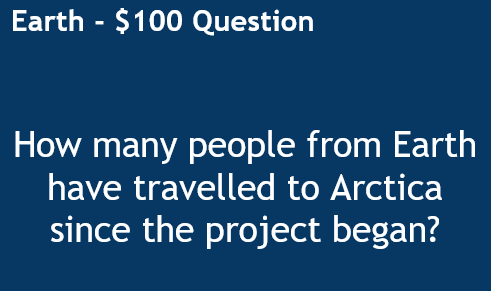 Earth - $100 Question
How many people from Earth
have travelled to Arctica
since the project began?